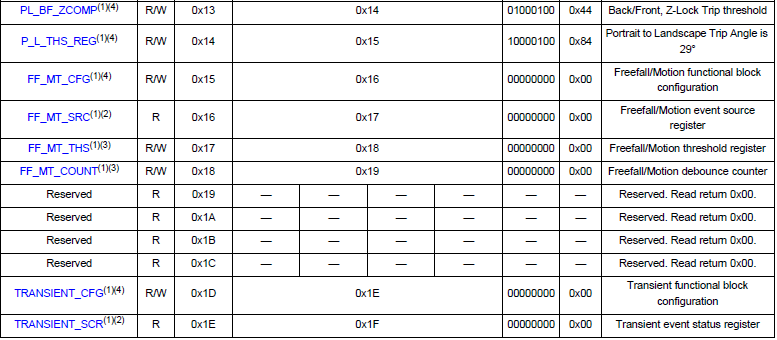 PL_BF_ZCOMP(1)(4) R/W 0x13 0x14 01000100 0x44 Back/Front, Z-Lock Trip threshold
P_L_THS_REG(1)(4) R/W 0x14 0x15 10000100 0x84 Portrait to Landscape Trip Angle is
29°
FF_MT_CFG(1)(4) R/W 0x15 0x16 00000000 0x00 Freefall/Motion functional block
configuration
FF_MT_SRC(1)(2) R 0x16 0x17 00000000 0x00 Freefall/Motion event source
register
FF_MT_THS(1)(3) R/W 0x17 0x18 00000000 0x00 Freefall/Motion threshold register
FF_MT_COUNT(1)(3) R/W 0x18 0x19 00000000 0x00 Freefall/Motion debounce counter
Reserved R 0x19 — — — — — — Reserved. Read return 0x00.
Reserved R 0x1A — — — — — — Reserved. Read return 0x00.
Reserved R 0x1B — — — — — — Reserved. Read return 0x00.
Reserved R 0x1C — — — — — — Reserved. Read return 0x00.
TRANSIENT_CFG(1)(4) R/W 0x1D 0x1E 00000000 0x00 Transient functional block
configuration
TRANSIENT_SCR(1)(2) R 0x1E 0x1F 00000000 0x00 Transient event status register